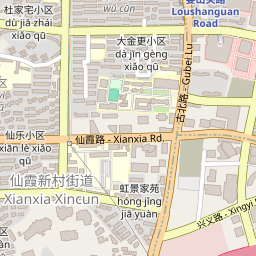 杜家宅小区
dù jiā zhái
xiǎo qū
wū cūn
娄山关路
Loushanguan
Road
大金更小区
dà jīn gèng
xiǎo qū
古北路 - Gubei Lu
仙乐小区
xiān lè xiǎo
qū
仙霞路 - Xianxia Rd.
仙霞新村街道
Xianxia Xincun
虹景家苑
hóng jǐng
jiā yuàn
兴义路 - Xingyi